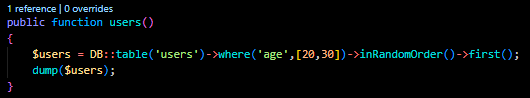 1 reference | 0 overrides
public function users()
{
$users = DB::table('users')->where('age',[20,30])->inRandomOrder()->first();
dump($users);
}